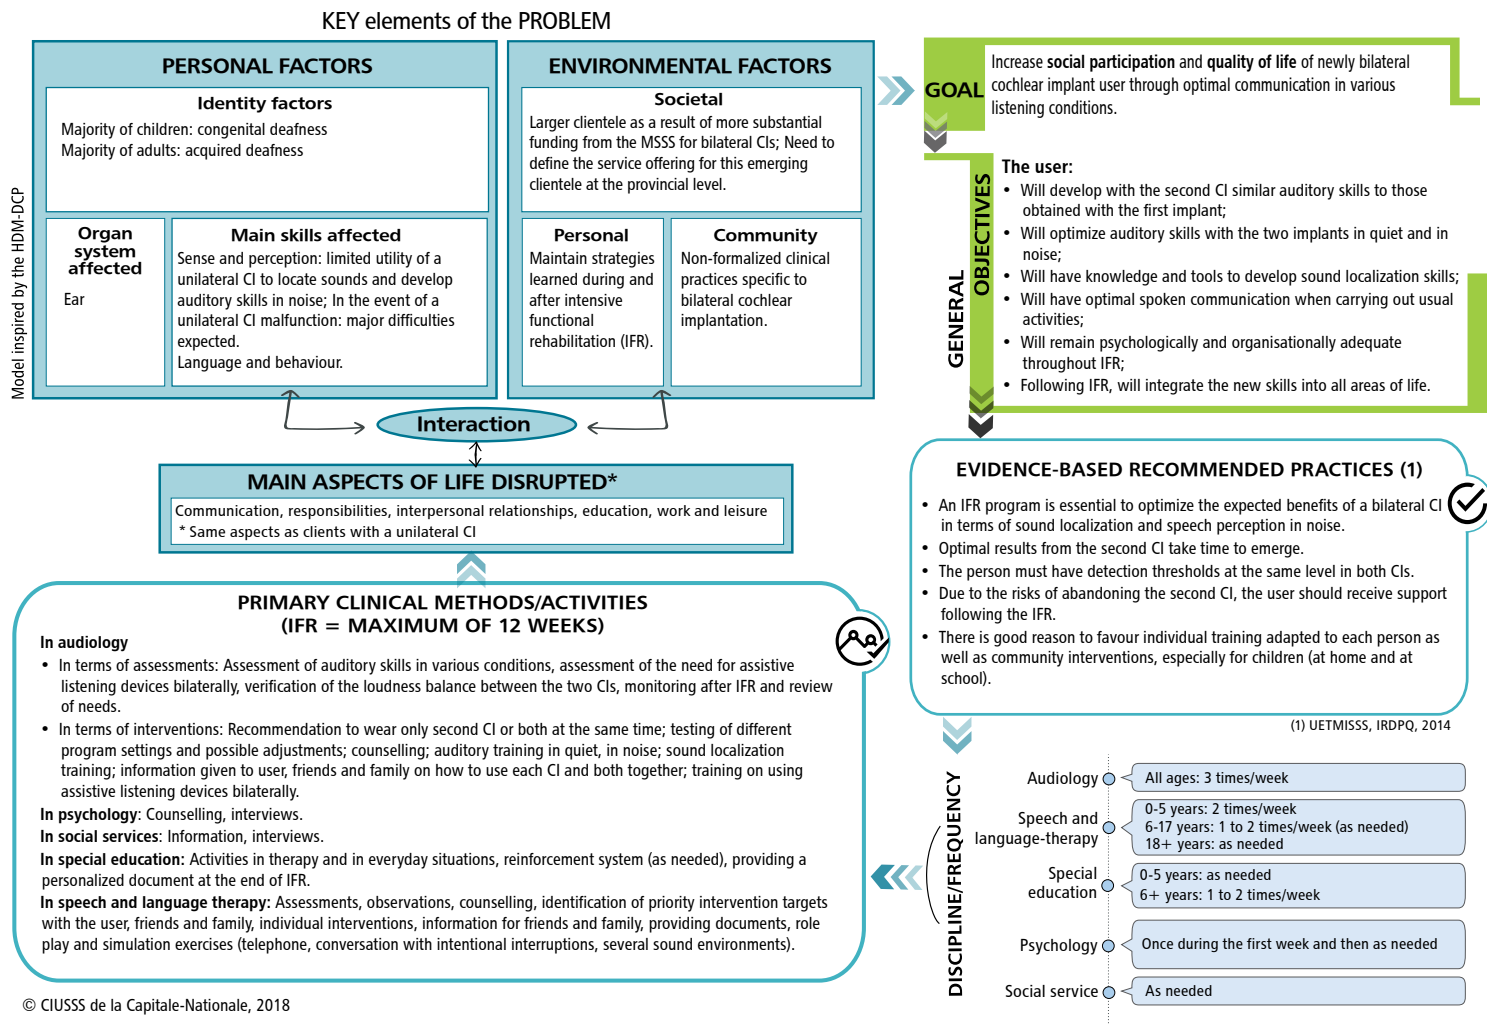 KEY elements of the PROBLEM
Model inspired by the HDM-DCP
PERSONAL FACTORS
Identity factors
Majority of children: congenital deafness
Majority of adults: acquired deafness
Organ
system
affected
Ear
Main skills affected
Sense and perception: limited utility of a
unilateral CI to locate sounds and develop
auditory skills in noise; In the event of a
unilateral CI malfunction: major difficulties
expected.
Language and behaviour.
ENVIRONMENTAL FACTORS
Societal
Larger clientele as a result of more substantial
funding from the MSSS for bilateral CIs; Need to
define the service offering for this emerging
clientele at the provincial level.
Personal
Maintain strategies
learned during and
after intensive
functional
rehabilitation (IFR).
Community
Non-formalized clinical
practices specific to
bilateral cochlear
implantation.
Interaction
MAIN ASPECTS OF LIFE DISRUPTED*
Communication, responsibilities, interpersonal relationships, education, work and leisure
* Same aspects as clients with a unilateral CI
GOAL
Increase social participation and quality of life of newly bilateral
cochlear implant user through optimal communication in various
listening conditions.
GENERAL
OBJECTIVES
The user:
• Will develop with the second CI similar auditory skills to those
obtained with the first implant;
• Will optimize auditory skills with the two implants in quiet and in
noise;
• Will have knowledge and tools to develop sound localization skills;
• Will have optimal spoken communication when carrying out usual
activities;
• Will remain psychologically and organisationally adequate
throughout IFR;
• Following IFR, will integrate the new skills into all areas of life.
EVIDENCE-BASED RECOMMENDED PRACTICES (1)
• An IFR program is essential to optimize the expected benefits of a bilateral CI
in terms of sound localization and speech perception in noise.
• Optimal results from the second CI take time to emerge.
• The person must have detection thresholds at the same level in both CIs.
• Due to the risks of abandoning the second CI, the user should receive support
following the IFR.
• There is good reason to favour individual training adapted to each person as
well as community interventions, especially for children (at home and at
school).
(1) UETMISSS, IRDPQ, 2014
DISCIPLINE/FREQUENCY
Audiology
All ages: 3 times/week
Speech and
language-therapy
0-5 years: 2 times/week
6-17 years: 1 to 2 times/week (as needed)
18+ years: as needed
Special
education
0-5 years: as needed
6+ years: 1 to 2 times/week
Psychology
Once during the first week and then as needed
Social service
As needed
PRIMARY CLINICAL METHODS/ACTIVITIES
(IFR = MAXIMUM OF 12 WEEKS)
In audiology
• In terms of assessments: Assessment of auditory skills in various conditions, assessment of the need for assistive
listening devices bilaterally, verification of the loudness balance between the two CIs, monitoring after IFR and review
of needs.
• In terms of interventions: Recommendation to wear only second CI or both at the same time; testing of different
program settings and possible adjustments; counselling; auditory training in quiet, in noise; sound localization
training; information given to user, friends and family on how to use each CI and both together; training on using
assistive listening devices bilaterally.
In psychology: Counselling, interviews.
In social services: Information, interviews.
In special education: Activities in therapy and in everyday situations, reinforcement system (as needed), providing a
personalized document at the end of IFR.
In speech and language therapy: Assessments, observations, counselling, identification of priority intervention targets
with the user, friends and family, individual interventions, information for friends and family, providing documents, role
play and simulation exercises (telephone, conversation with intentional interruptions, several sound environments).
© CIUSSS de la Capitale-Nationale, 2018